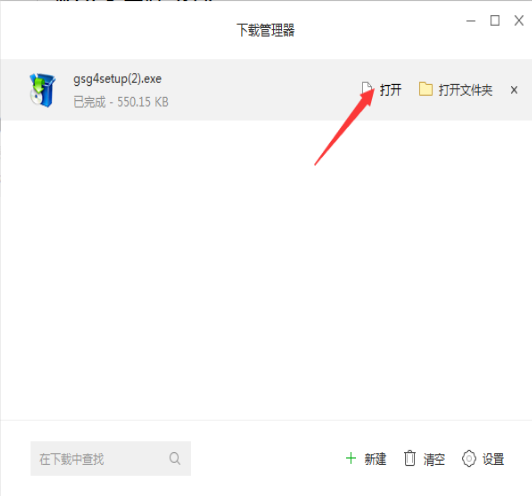 下载管理器
gsg4setup(2).exe
已完成 - 550.15 KB
打开 打开文件夹
在下载中查找
新建 清空 设置